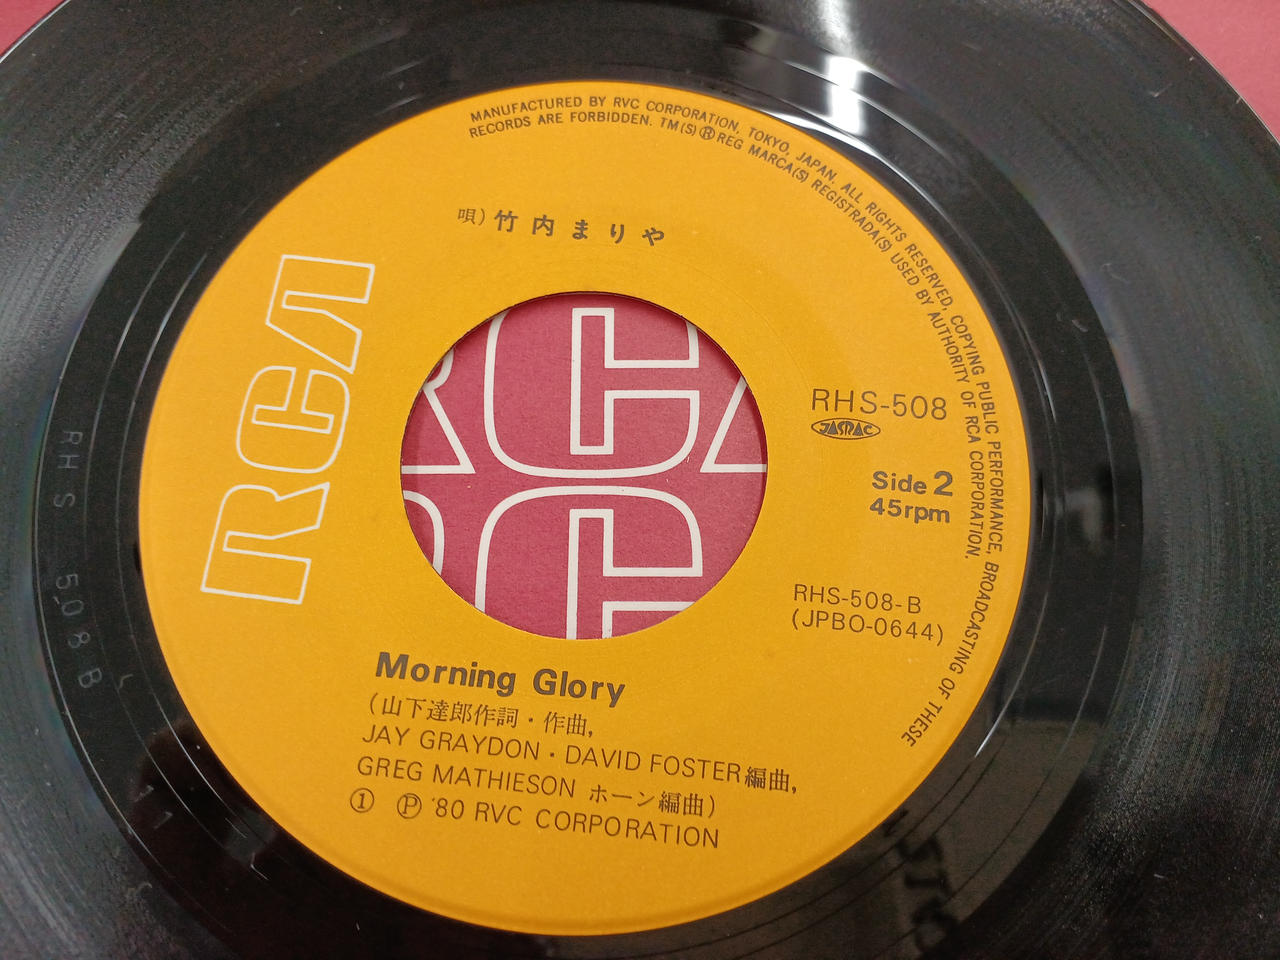 MANUFACTURED BY RVC CORPORATION, TOKYO, JAPAN. ALL RIGHTS RESERVED, COPYING PUBLIC PERFORMANCE, BROADCASTING OF THESE
RECORDS ARE FORBIDDEN. TM(S)®REG MARCA(S) REGISTRADA(S) USED BY AUTHORITY OF RCA CORPORATION.
唄)竹内まりや
RCA
RHS-508
JASRAC
Side 2
45rpm
RHS-508-B
(JPBO-0644)
Morning Glory
(山下達郎作詞・作曲,
JAY GRAYDON・DAVID FOSTER編曲,
GREG MATHIESON ホーン編曲)
① Ⓟ '80 RVC CORPORATION
RHS 508 B